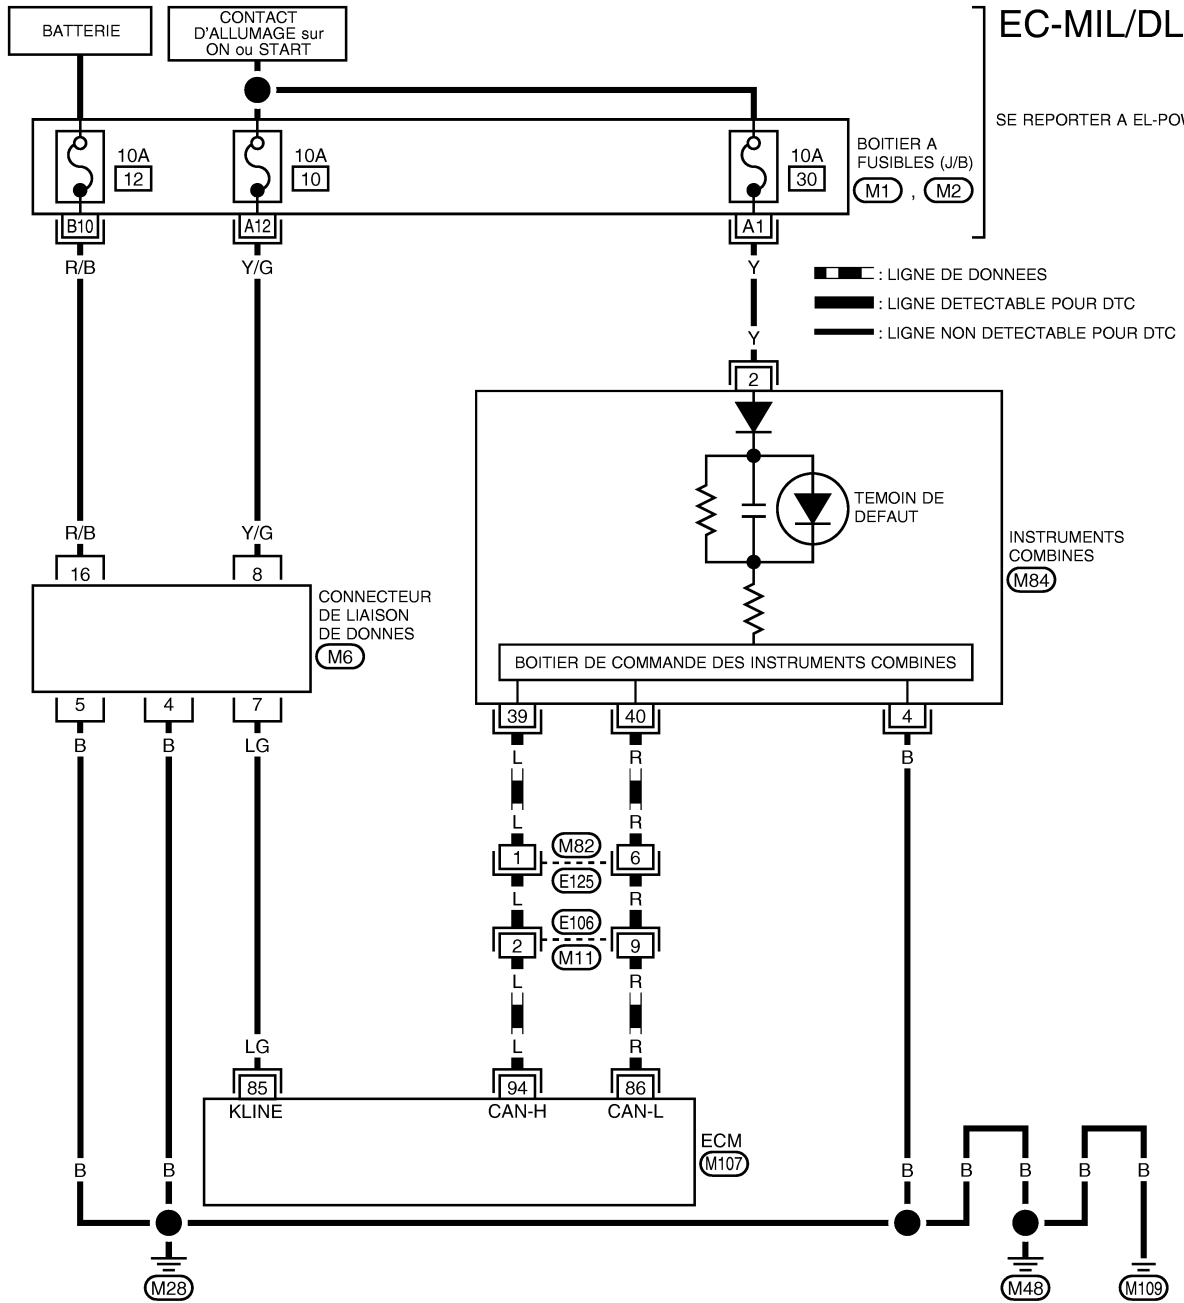 BATTERIE
CONTACT
D'ALLUMAGE sur
ON ou START
EC-MIL/DL
SE REPORTER A EL-POW
10A
12
10A
10
10A
30
BOITIER A
FUSIBLES (J/B)
M1 , M2
B10
A12
A1
R/B
Y/G
Y
: LIGNE DE DONNEES
: LIGNE DETECTABLE POUR DTC
: LIGNE NON DETECTABLE POUR DTC
Y
2
TEMOIN DE
DEFAUT
R/B
Y/G
INSTRUMENTS
COMBINES
M84
16
8
CONNECTEUR
DE LIAISON
DE DONNES
M6
BOITIER DE COMMANDE DES INSTRUMENTS COMBINES
5
4
7
39
40
4
B
B
LG
L
R
B
L
R
1
M82
6
E125
L
R
E106
2
9
M11
L
R
LG
L
R
85
94
86
KLINE
CAN-H
CAN-L
ECM
M107
B
B
B
B
B
B
B
M28
M48
M109